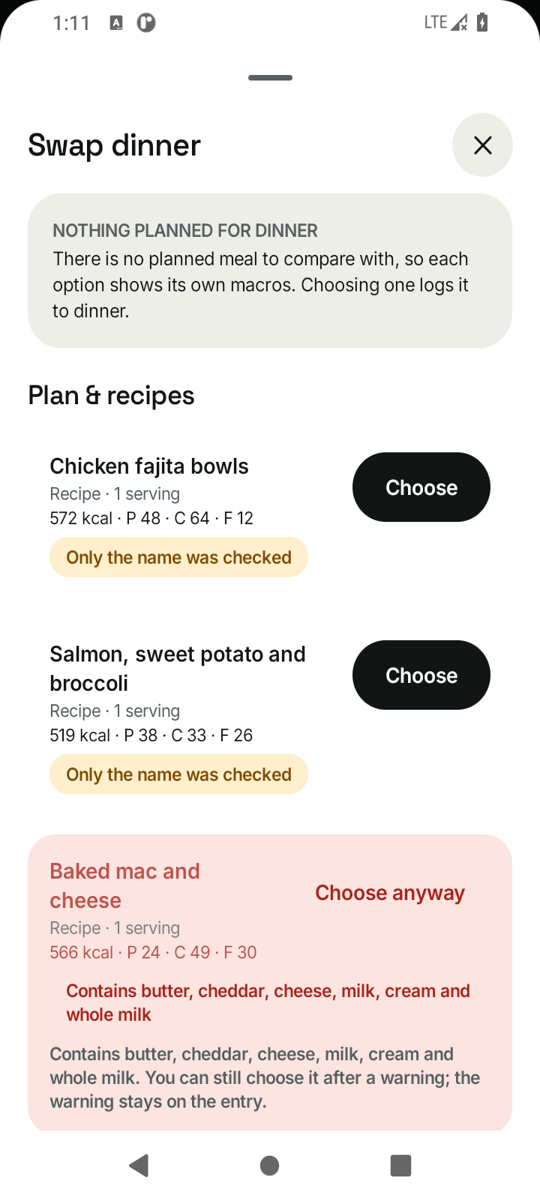 1:11
LTE
Swap dinner
NOTHING PLANNED FOR DINNER
There is no planned meal to compare with, so each
option shows its own macros. Choosing one logs it
to dinner.
Plan & recipes
Chicken fajita bowls
Recipe · 1 serving
572 kcal · P 48 · C 64 · F 12
Only the name was checked
Choose
Salmon, sweet potato and
broccoli
Recipe · 1 serving
519 kcal · P 38 · C 33 · F 26
Only the name was checked
Choose
Baked mac and
cheese
Recipe · 1 serving
566 kcal · P 24 · C 49 · F 30
Choose anyway
Contains butter, cheddar, cheese, milk, cream and
whole milk
Contains butter, cheddar, cheese, milk, cream and
whole milk. You can still choose it after a warning; the
warning stays on the entry.